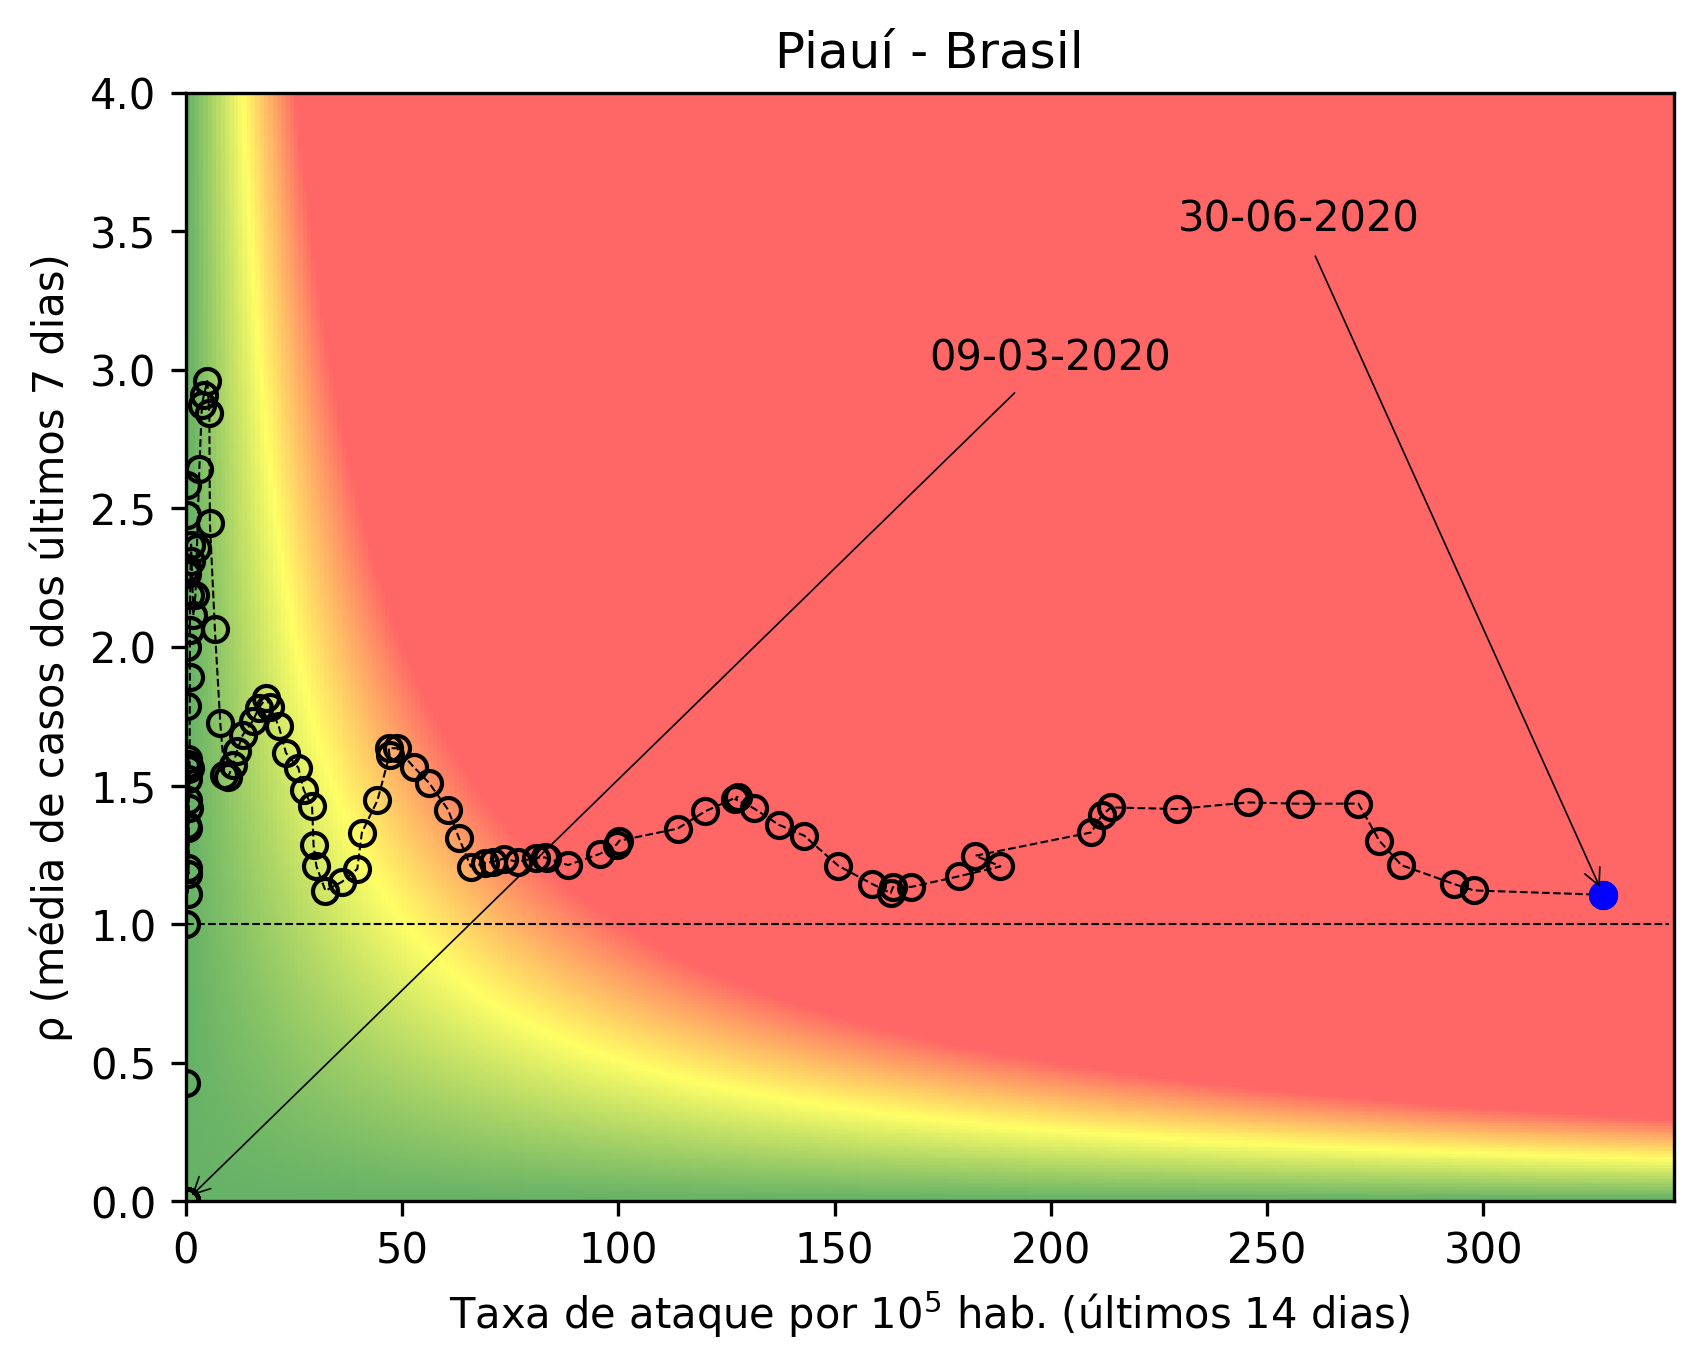 Piauí - Brasil
4.0
3.5
3.0
2.5
2.0
1.5
1.0
0.5
0.0
ρ (média de casos dos últimos 7 dias)
30-06-2020
09-03-2020
0 50 100 150 200 250 300
Taxa de ataque por 10⁵ hab. (últimos 14 dias)